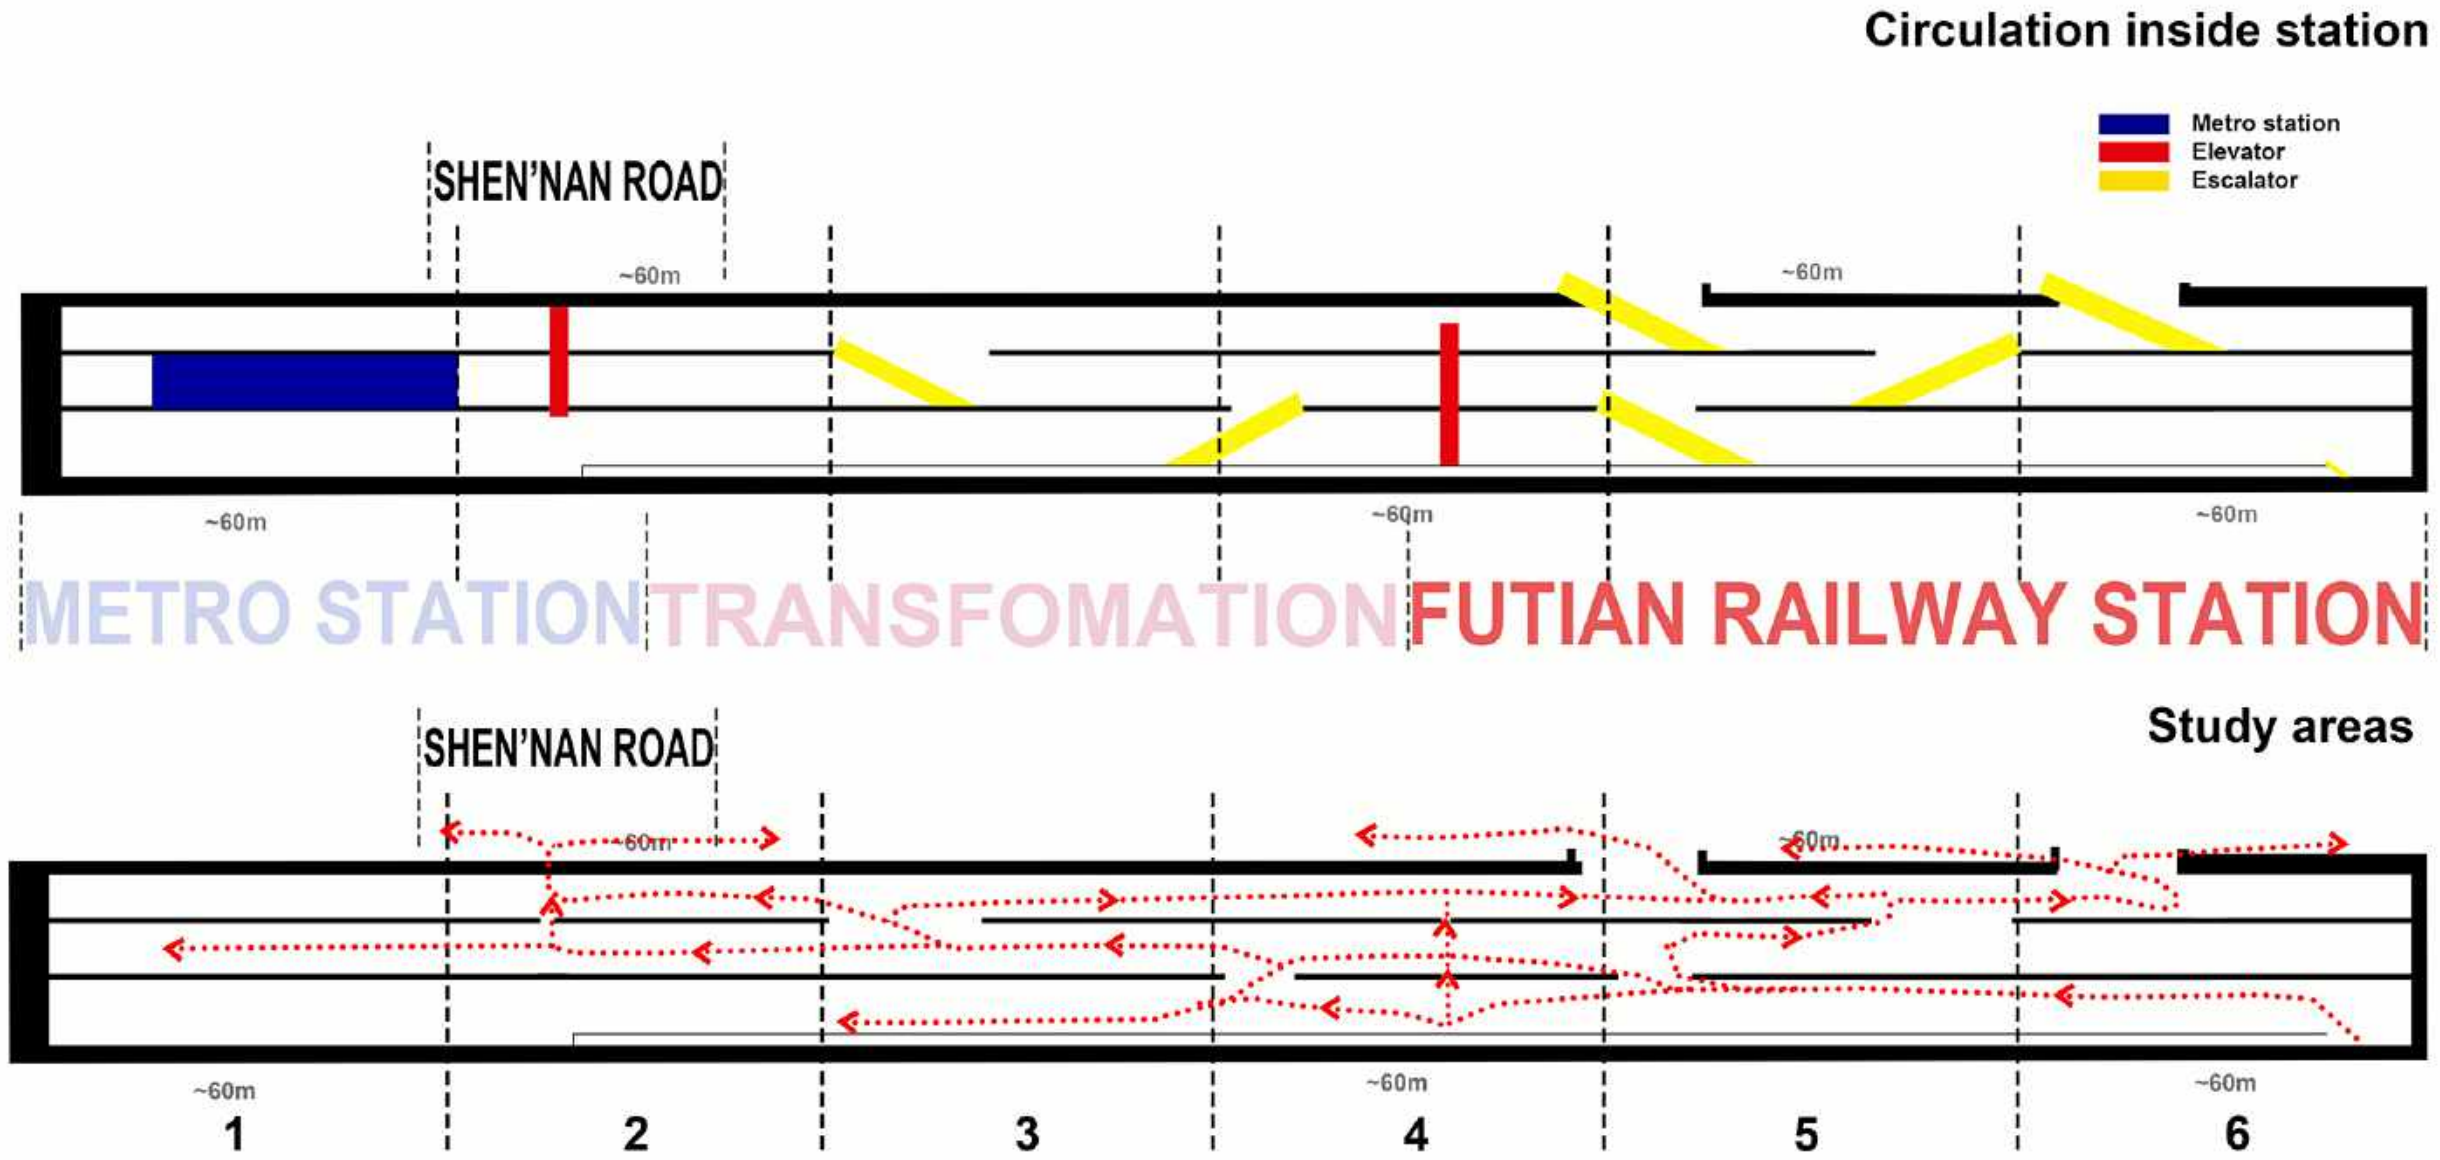 Circulation inside station
Metro station
Elevator
Escalator
SHEN'NAN ROAD
~60m
~60m
~60m
~60m
~60m
METRO STATION TRANSFOMATION FUTIAN RAILWAY STATION
Study areas
SHEN'NAN ROAD
~60m
~60m
~60m
~60m
~60m
1 2 3 4 5 6